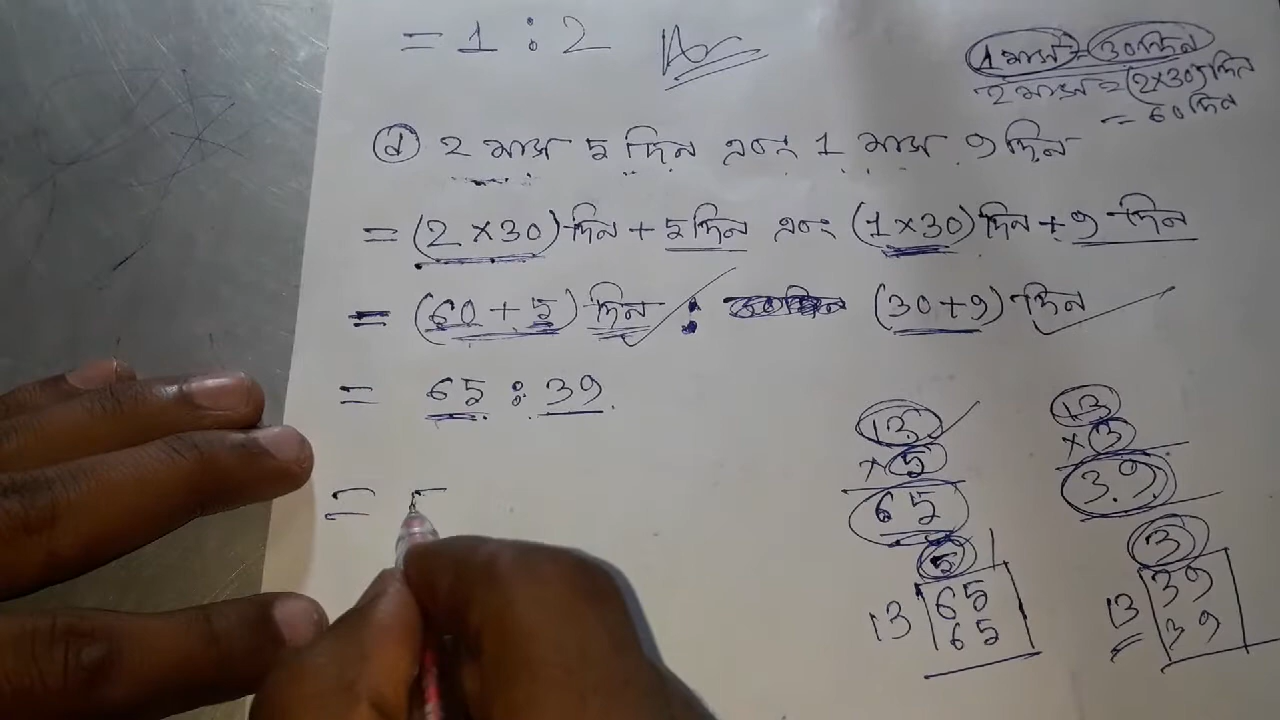 = 1 : 2 Ans
1 মাস = 30 দিন
2 মাস = (2×30) দিন
= 60 দিন
(d) 2 মাস 5 দিন এবং 1 মাস 9 দিন
= (2 × 30) দিন + 5 দিন এবং (1 × 30) দিন + 9 দিন
= (60 + 5) দিন : (30 + 9) দিন
= 65 : 39
= 5
13
× 5
65
5
13 65
65
13
× 3
39
3
13 39
39